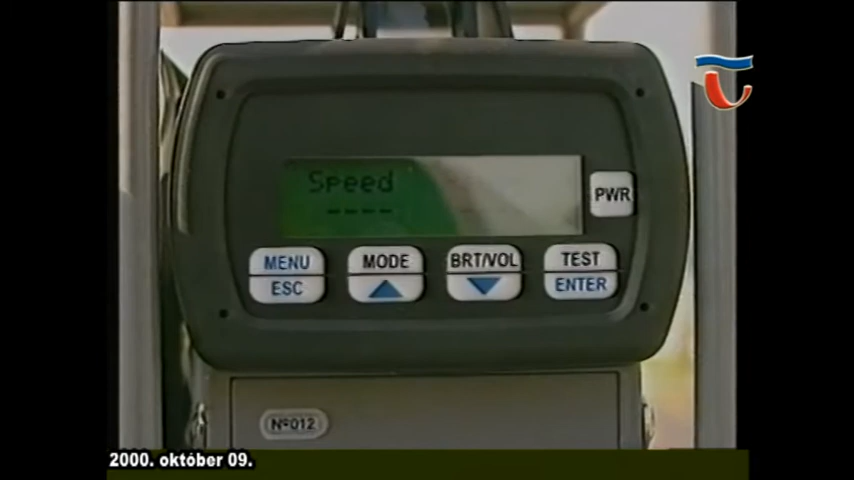 Speed
----
PWR
MENU
ESC
MODE
BRT/VOL
TEST
ENTER
Nº012
2000. október 09.